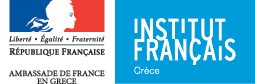 Liberté • Égalité • Fraternité
RÉPUBLIQUE FRANÇAISE
AMBASSADE DE FRANCE
EN GRÈCE
INSTITUT
FRANÇAIS
Grèce